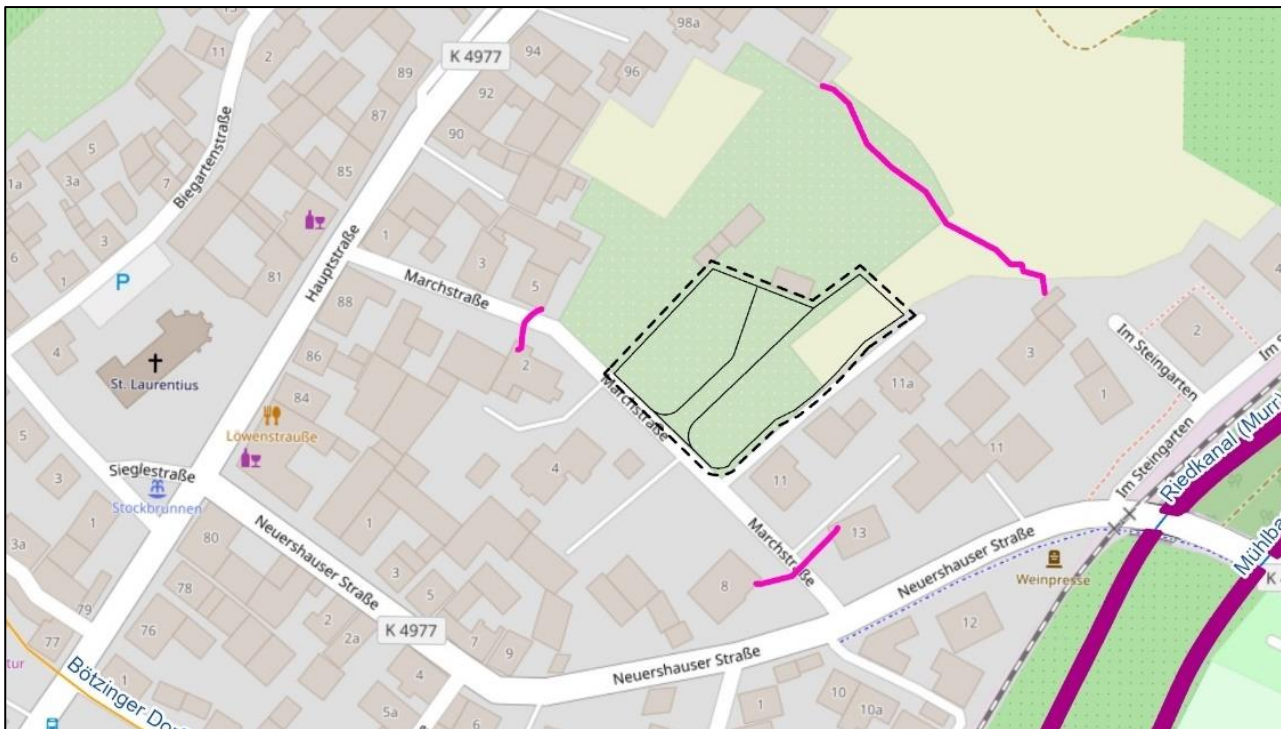 98a
K 4977
94
11
2
89
96
92
5
87
Biegartenstraße
90
3a
1a
7
85
3
1
6
3
Hauptstraße
Marchstraße
5
81
1
P
88
4
2
St. Laurentius
86
2
Im Steingarten
3
Marchstraße
11a
1
84
Löwenstrauße
Riedkanal (Murr
5
11
Im Steingarten
Sieglestraße
4
11
3
Stockbrunnen
Mühlba
1
Neuershauser Straße
1
Marchstraße
13
80
3a
Neuershauser Straße
Weinpresse
K
3
78
8
5
79
2
76
K 4977
12
77
2a
7
9
tur
Neuershauser Straße
Bötzinger Dor
1
4
10
1
5a
6
10a